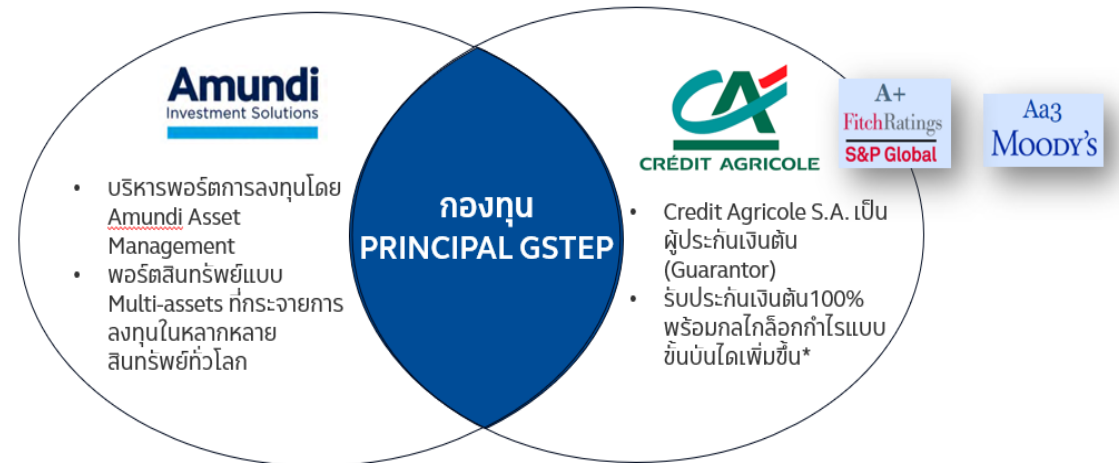 Amundi
Investment Solutions
• บริหารพอร์ตการลงทุนโดย
Amundi Asset
Management
• พอร์ตสินทรัพย์แบบ
Multi-assets ที่กระจายการ
ลงทุนในหลากหลาย
สินทรัพย์ทั่วโลก
กองทุน
PRINCIPAL GSTEP
CRÉDIT AGRICOLE
• Credit Agricole S.A. เป็น
ผู้ประกันเงินต้น
(Guarantor)
• รับประกันเงินต้น100%
พร้อมกลไกล็อกกำไรแบบ
ขั้นบันไดเพิ่มขึ้น*
A+
FitchRatings
S&P Global
Aa3
MOODY'S